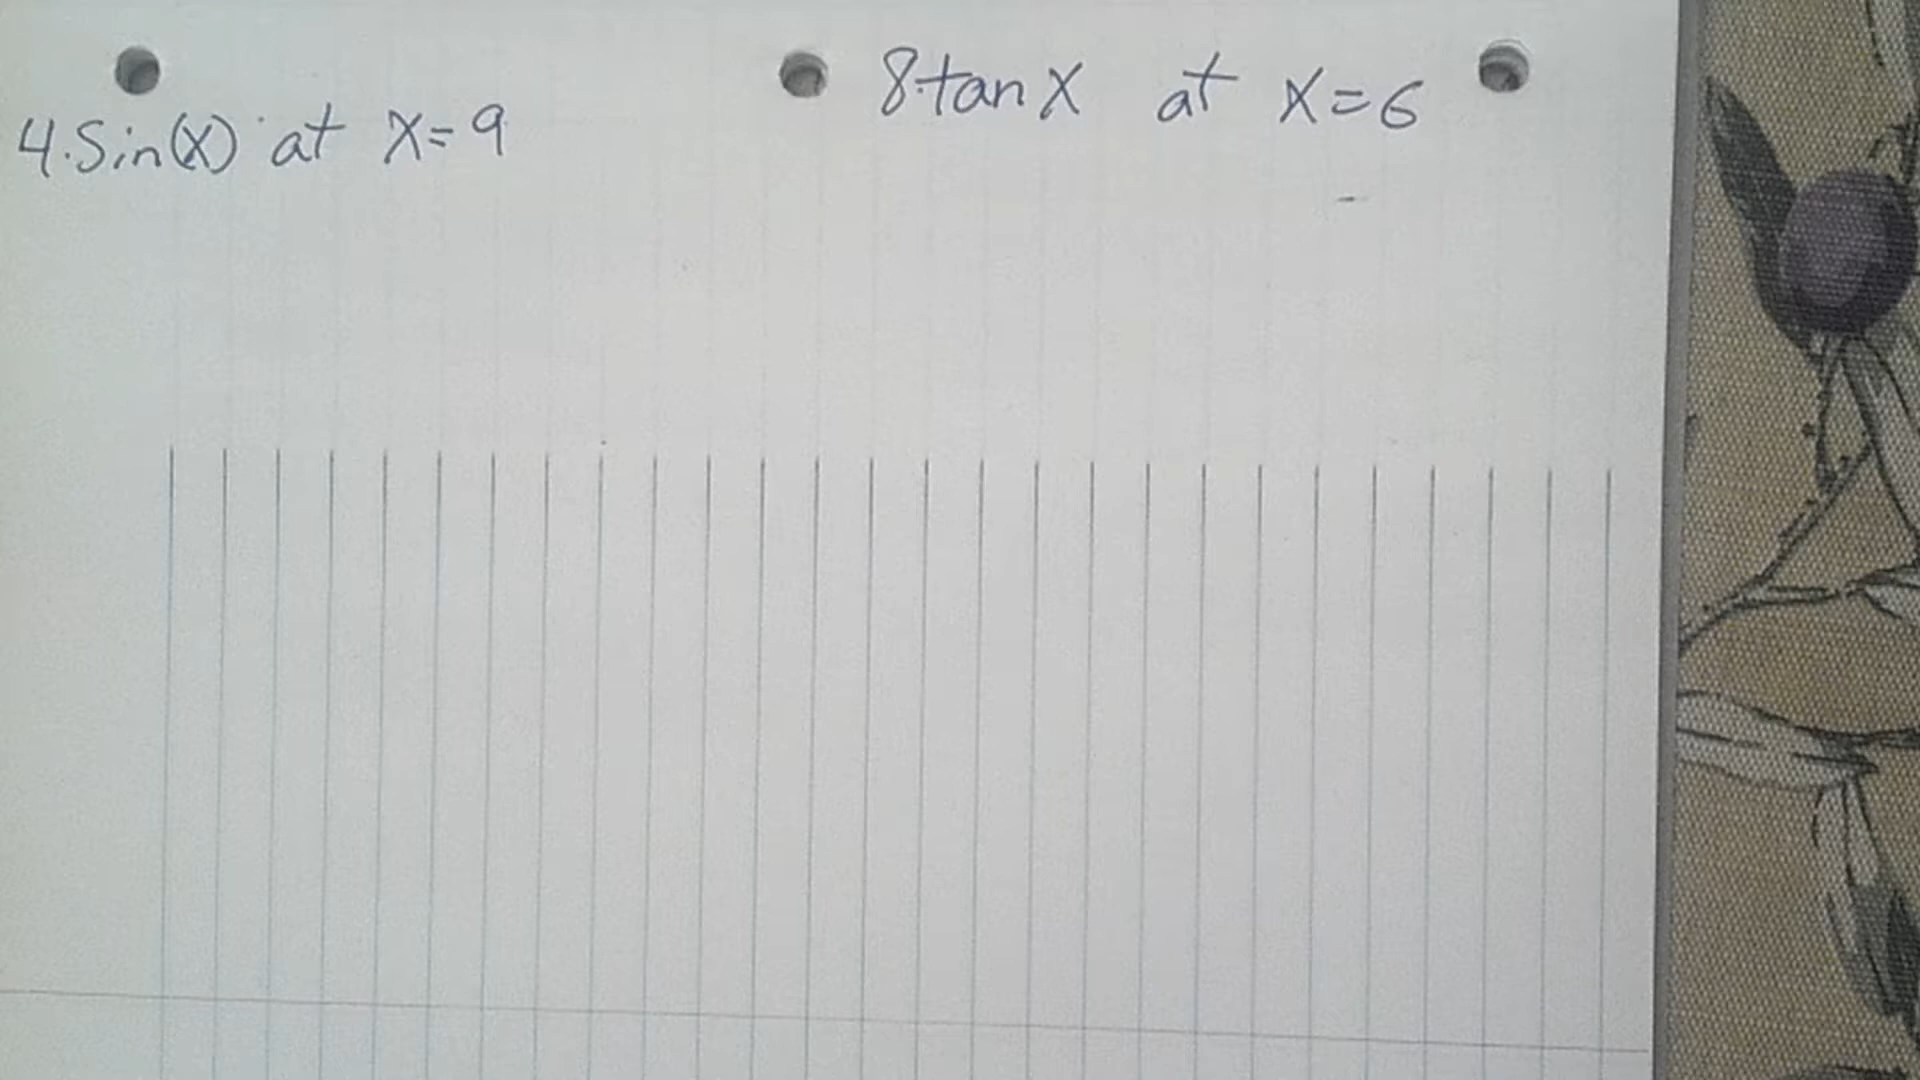 4·Sin(x) at x=9
8·tan x at x=6